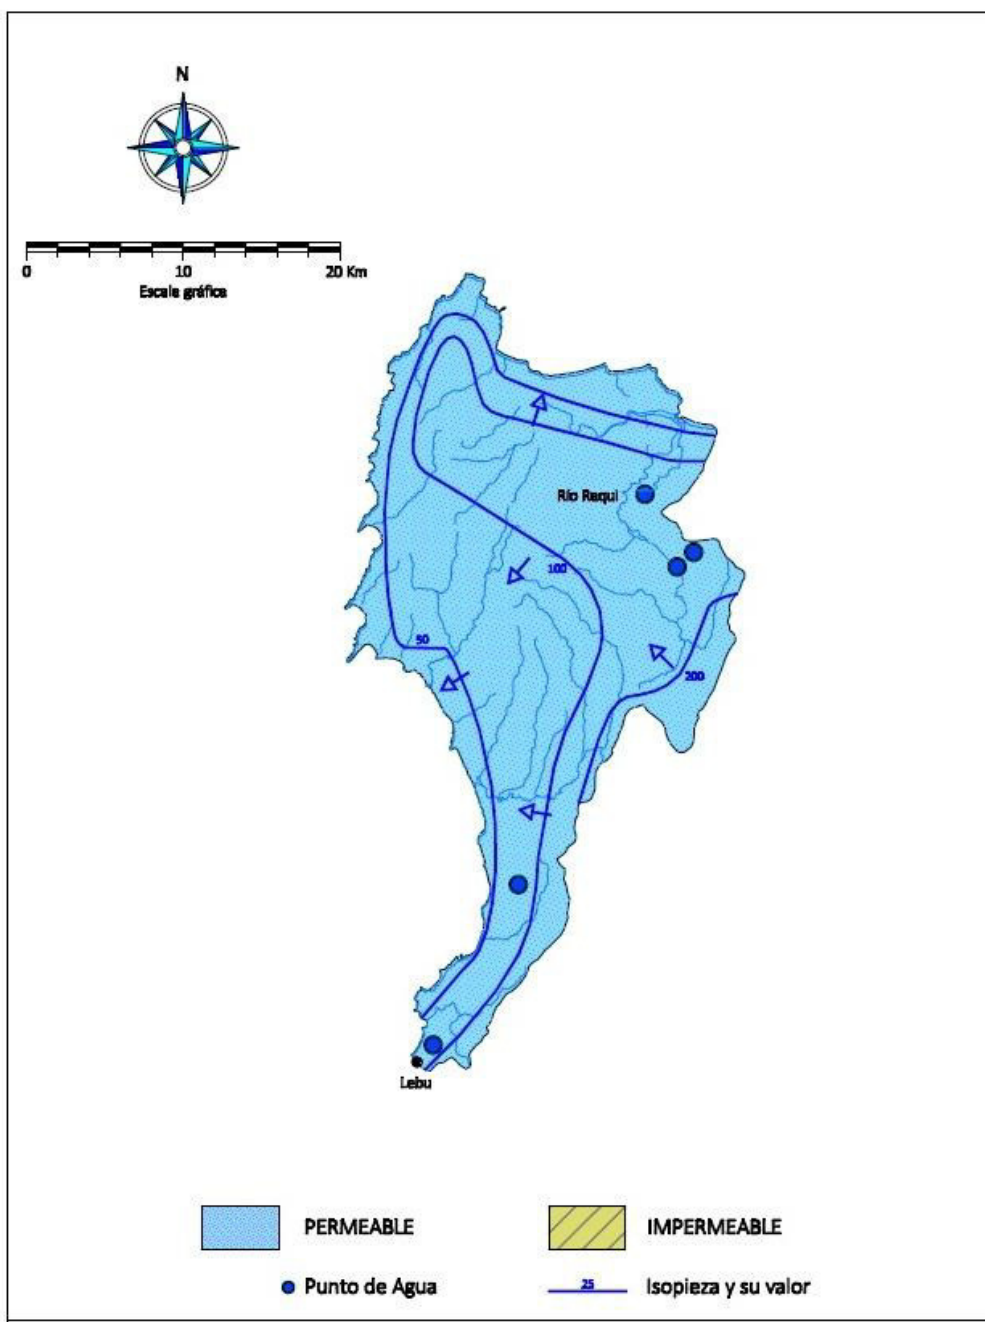 N
0 10 20 Km
Escala gráfica
Río Raqui
100
50
200
Lebu
PERMEABLE
IMPERMEABLE
Punto de Agua
25
Isopieza y su valor